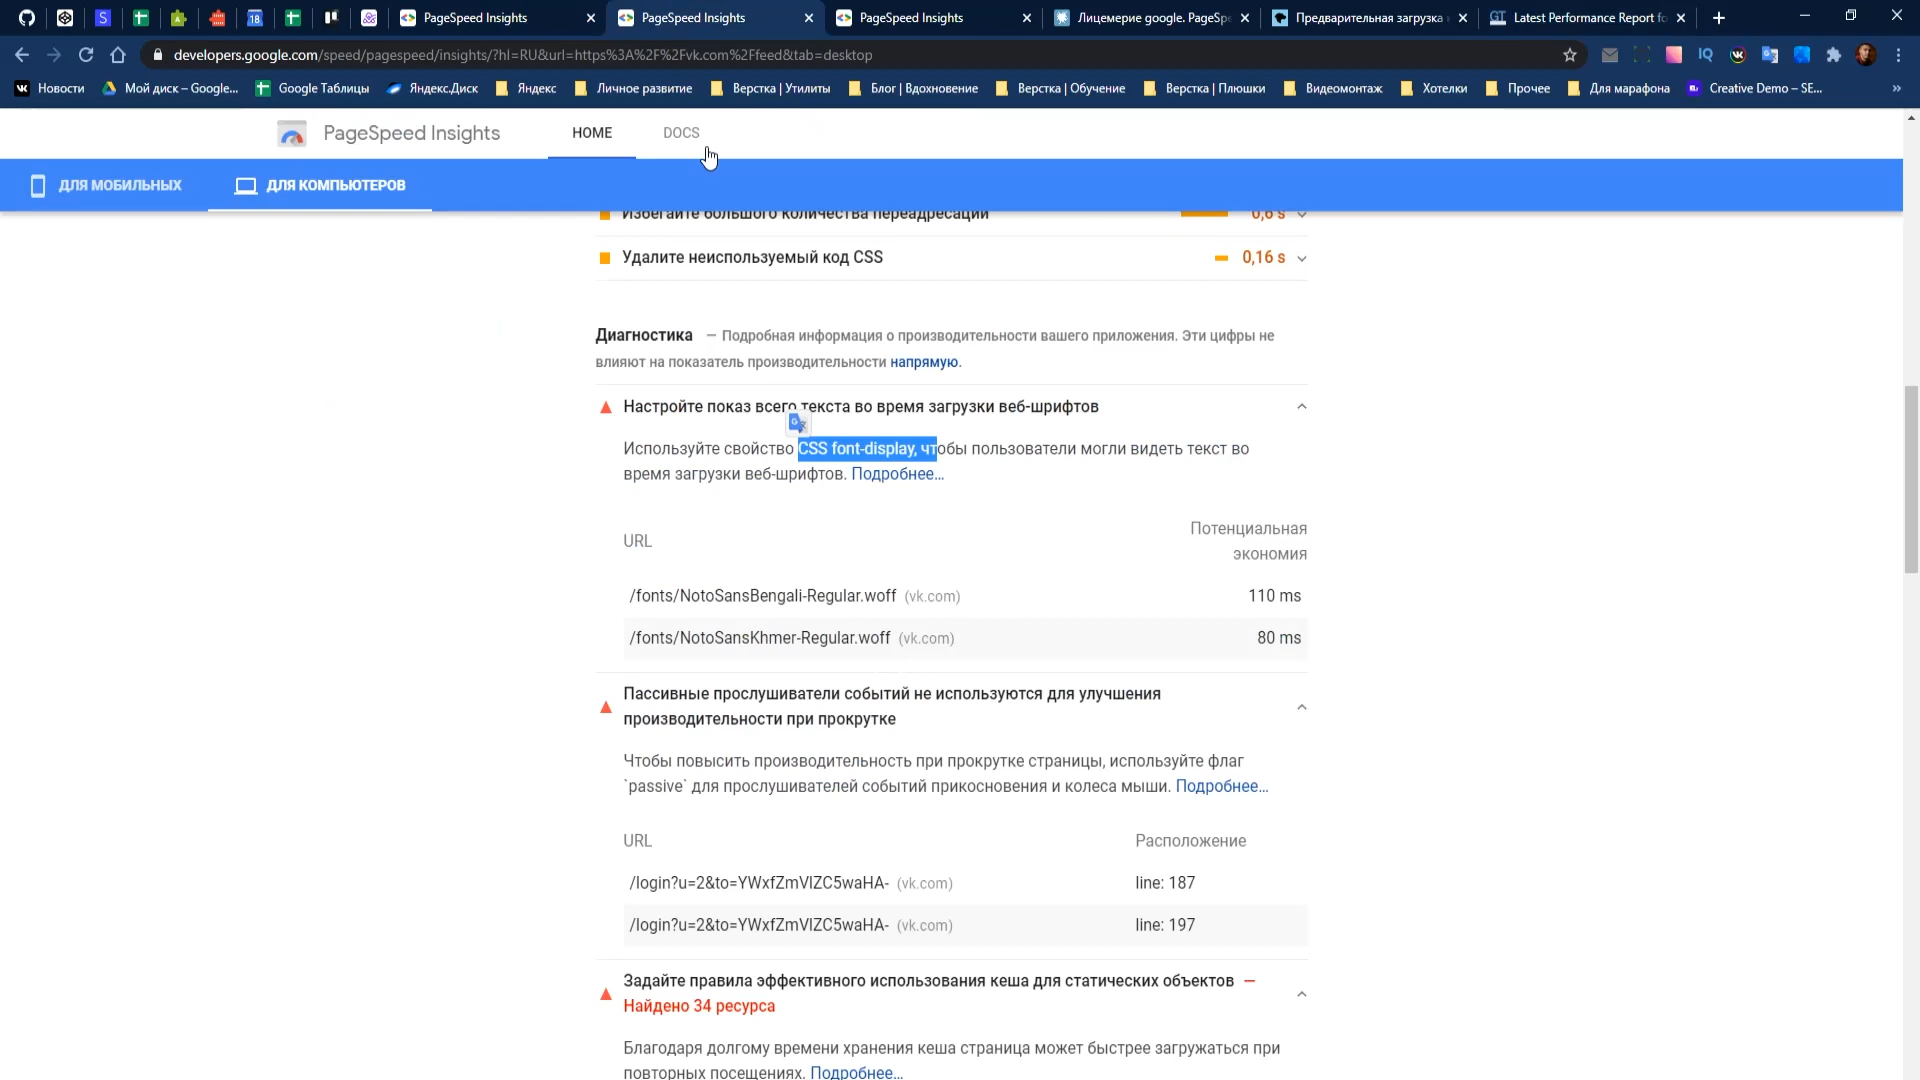 PageSpeed Insights
PageSpeed Insights
PageSpeed Insights
Лицемерие google. PageSp
Предварительная загрузка
Latest Performance Report fo
developers.google.com/speed/pagespeed/insights/?hl=RU&url=https%3A%2F%2Fvk.com%2Ffeed&tab=desktop
Новости
Мой диск – Google...
Google Таблицы
Яндекс.Диск
Яндекс
Личное развитие
Верстка | Утилиты
Блог | Вдохновение
Верстка | Обучение
Верстка | Плюшки
Видеомонтаж
Хотелки
Прочее
Для марафона
Creative Demo – SE...
PageSpeed Insights
HOME
DOCS
ДЛЯ МОБИЛЬНЫХ
ДЛЯ КОМПЬЮТЕРОВ
Избегайте большого количества переадресаций 0,6 s
Удалите неиспользуемый код CSS 0,16 s
Диагностика — Подробная информация о производительности вашего приложения. Эти цифры не
влияют на показатель производительности напрямую.
Настройте показ всего текста во время загрузки веб-шрифтов
Используйте свойство CSS font-display, чтобы пользователи могли видеть текст во
время загрузки веб-шрифтов. Подробнее…
Потенциальная
URL
экономия
/fonts/NotoSansBengali-Regular.woff (vk.com) 110 ms
/fonts/NotoSansKhmer-Regular.woff (vk.com) 80 ms
Пассивные прослушиватели событий не используются для улучшения
производительности при прокрутке
Чтобы повысить производительность при прокрутке страницы, используйте флаг
`passive` для прослушивателей событий прикосновения и колеса мыши. Подробнее…
URL Расположение
/login?u=2&to=YWxfZmVlZC5waHA- (vk.com) line: 187
/login?u=2&to=YWxfZmVlZC5waHA- (vk.com) line: 197
Задайте правила эффективного использования кеша для статических объектов —
Найдено 34 ресурса
Благодаря долгому времени хранения кеша страница может быстрее загружаться при
повторных посещениях. Подробнее…